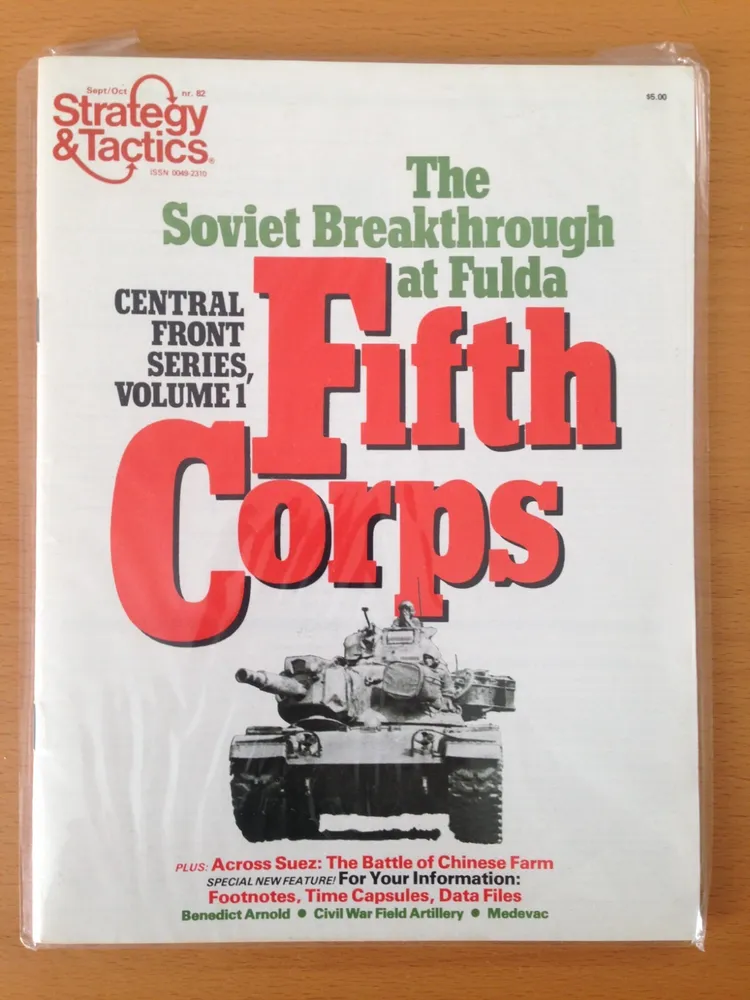 Sept/Oct nr. 82
Strategy
& Tactics®
ISSN 0049-2310
$5.00
The
Soviet Breakthrough
at Fulda
CENTRAL
FRONT
SERIES,
VOLUME 1
Fifth
Corps
PLUS: Across Suez: The Battle of Chinese Farm
SPECIAL NEW FEATURE! For Your Information:
Footnotes, Time Capsules, Data Files
Benedict Arnold ● Civil War Field Artillery ● Medevac